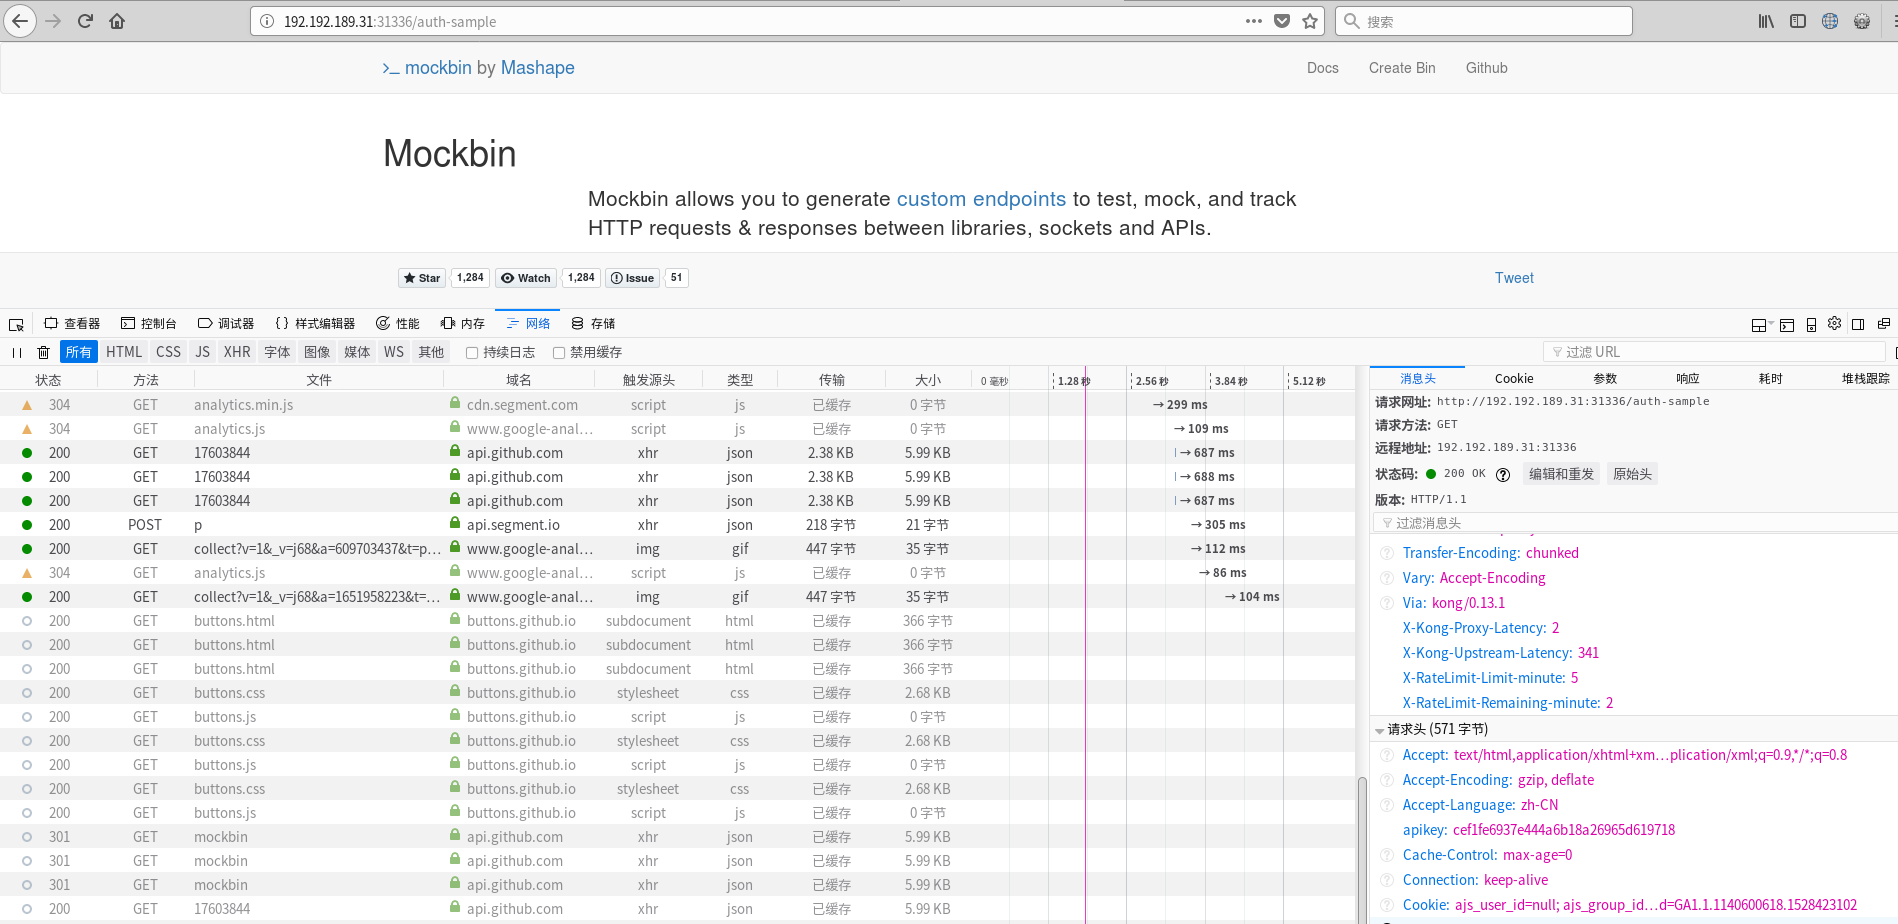 192.192.189.31:31336/auth-sample
搜索
>_ mockbin by Mashape
Docs Create Bin Github
Mockbin
Mockbin allows you to generate custom endpoints to test, mock, and track
HTTP requests & responses between libraries, sockets and APIs.
Star 1,284 Watch 1,284 Issue 51
Tweet
查看器 控制台 调试器 {} 样式编辑器 性能 内存 网络 存储
所有 HTML CSS JS XHR 字体 图像 媒体 WS 其他 持续日志 禁用缓存
过滤 URL
状态 方法 文件 域名 触发源头 类型 传输 大小 0 毫秒 1.28 秒 2.56 秒 3.84 秒 5.12 秒
304 GET analytics.min.js cdn.segment.com script js 已缓存 0 字节 → 299 ms
304 GET analytics.js www.google-anal… script js 已缓存 0 字节 → 109 ms
200 GET 17603844 api.github.com xhr json 2.38 KB 5.99 KB → 687 ms
200 GET 17603844 api.github.com xhr json 2.38 KB 5.99 KB → 688 ms
200 GET 17603844 api.github.com xhr json 2.38 KB 5.99 KB → 687 ms
200 POST p api.segment.io xhr json 218 字节 21 字节 → 305 ms
200 GET collect?v=1&_v=j68&a=609703437&t=p… www.google-anal… img gif 447 字节 35 字节 → 112 ms
304 GET analytics.js www.google-anal… script js 已缓存 0 字节 → 86 ms
200 GET collect?v=1&_v=j68&a=1651958223&t=… www.google-anal… img gif 447 字节 35 字节 → 104 ms
200 GET buttons.html buttons.github.io subdocument html 已缓存 366 字节
200 GET buttons.html buttons.github.io subdocument html 已缓存 366 字节
200 GET buttons.html buttons.github.io subdocument html 已缓存 366 字节
200 GET buttons.css buttons.github.io stylesheet css 已缓存 2.68 KB
200 GET buttons.js buttons.github.io script js 已缓存 0 字节
200 GET buttons.css buttons.github.io stylesheet css 已缓存 2.68 KB
200 GET buttons.js buttons.github.io script js 已缓存 0 字节
200 GET buttons.css buttons.github.io stylesheet css 已缓存 2.68 KB
200 GET buttons.js buttons.github.io script js 已缓存 0 字节
301 GET mockbin api.github.com xhr json 已缓存 5.99 KB
301 GET mockbin api.github.com xhr json 已缓存 5.99 KB
301 GET mockbin api.github.com xhr json 已缓存 5.99 KB
200 GET 17603844 api.github.com xhr json 已缓存 5.99 KB
消息头 Cookie 参数 响应 耗时 堆栈跟踪
请求网址: http://192.192.189.31:31336/auth-sample
请求方法: GET
远程地址: 192.192.189.31:31336
状态码: 200 OK 编辑和重发 原始头
版本: HTTP/1.1
过滤消息头
Transfer-Encoding: chunked
Vary: Accept-Encoding
Via: kong/0.13.1
X-Kong-Proxy-Latency: 2
X-Kong-Upstream-Latency: 341
X-RateLimit-Limit-minute: 5
X-RateLimit-Remaining-minute: 2
请求头 (571 字节)
Accept: text/html,application/xhtml+xm…plication/xml;q=0.9,*/*;q=0.8
Accept-Encoding: gzip, deflate
Accept-Language: zh-CN
apikey: cef1fe6937e444a6b18a26965d619718
Cache-Control: max-age=0
Connection: keep-alive
Cookie: ajs_user_id=null; ajs_group_id…d=GA1.1.1140600618.1528423102